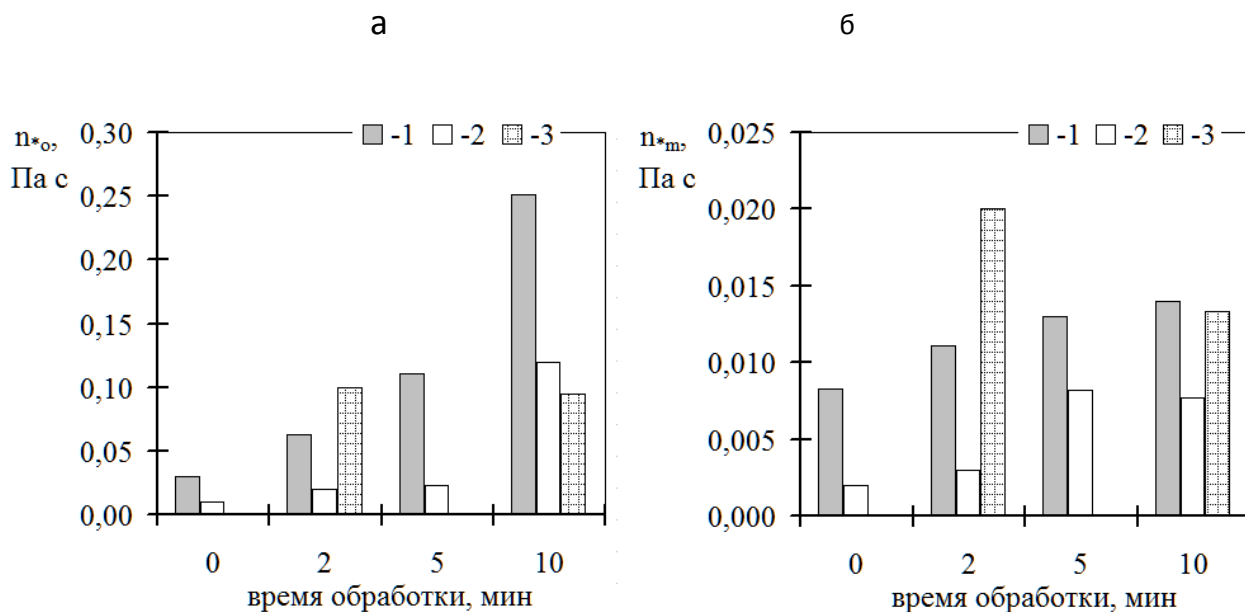 а
n*o,
Па с
0,30
0,25
0,20
0,15
0,10
0,05
0,00
-1 -2 -3
0 2 5 10
время обработки, мин
б
n*m,
Па с
0,025
0,020
0,015
0,010
0,005
0,000
-1 -2 -3
0 2 5 10
время обработки, мин